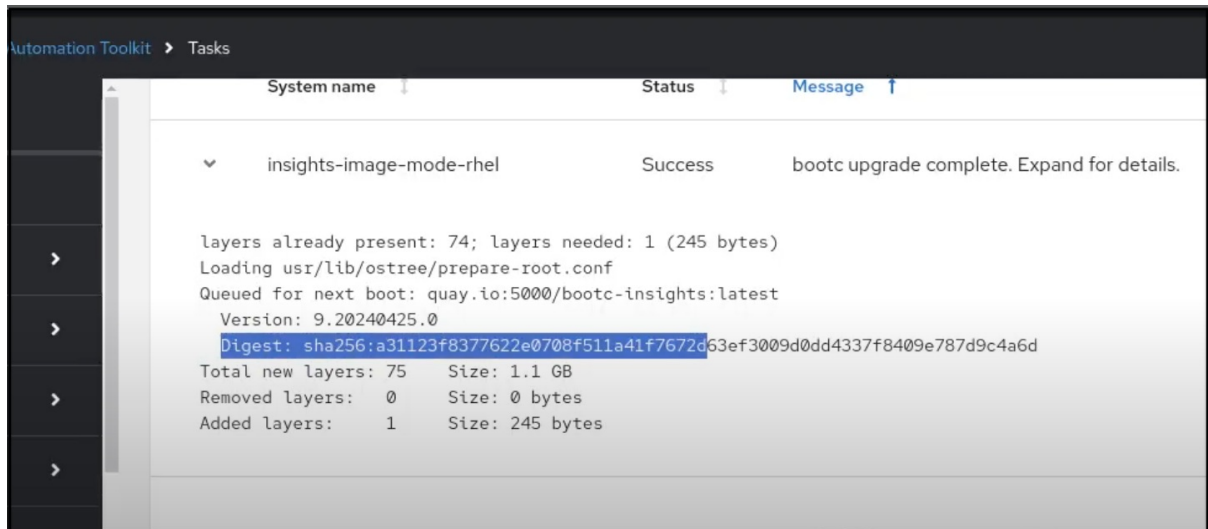 Automation Toolkit > Tasks
System name Status Message
insights-image-mode-rhel Success bootc upgrade complete. Expand for details.
layers already present: 74; layers needed: 1 (245 bytes)
Loading usr/lib/ostree/prepare-root.conf
Queued for next boot: quay.io:5000/bootc-insights:latest
Version: 9.20240425.0
Digest: sha256:a31123f8377622e0708f511a41f7672d63ef3009d0dd4337f8409e787d9c4a6d
Total new layers: 75 Size: 1.1 GB
Removed layers: 0 Size: 0 bytes
Added layers: 1 Size: 245 bytes